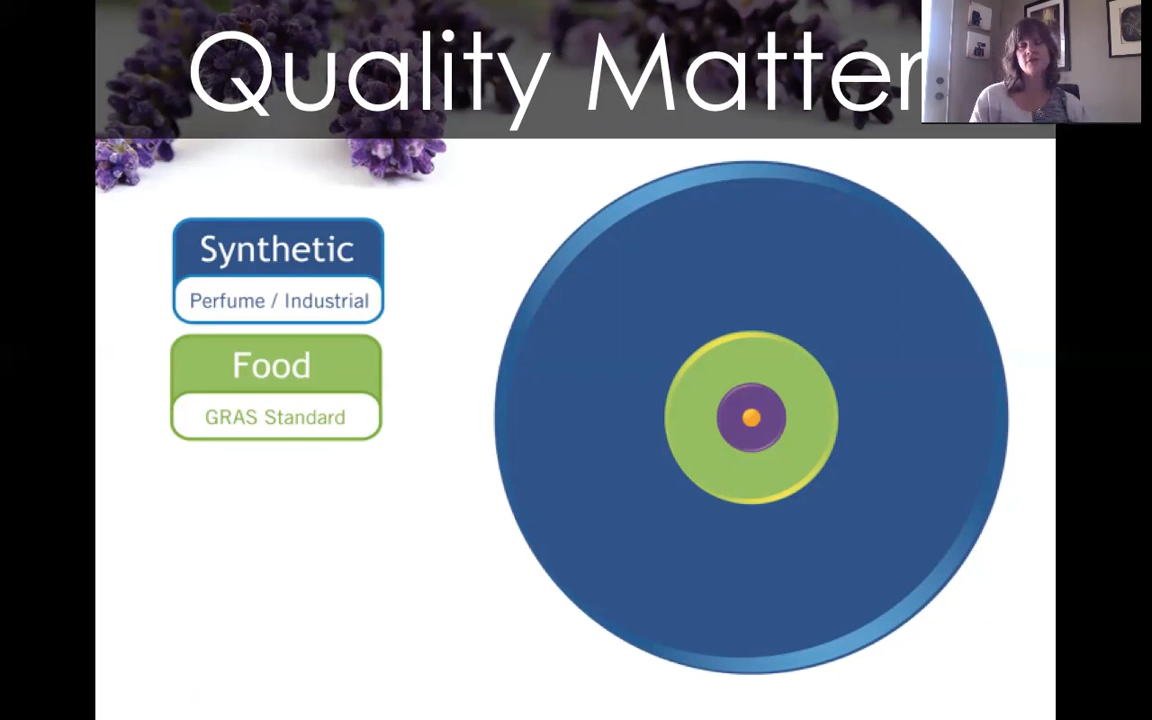 Quality Matter
Synthetic
Perfume / Industrial
Food
GRAS Standard